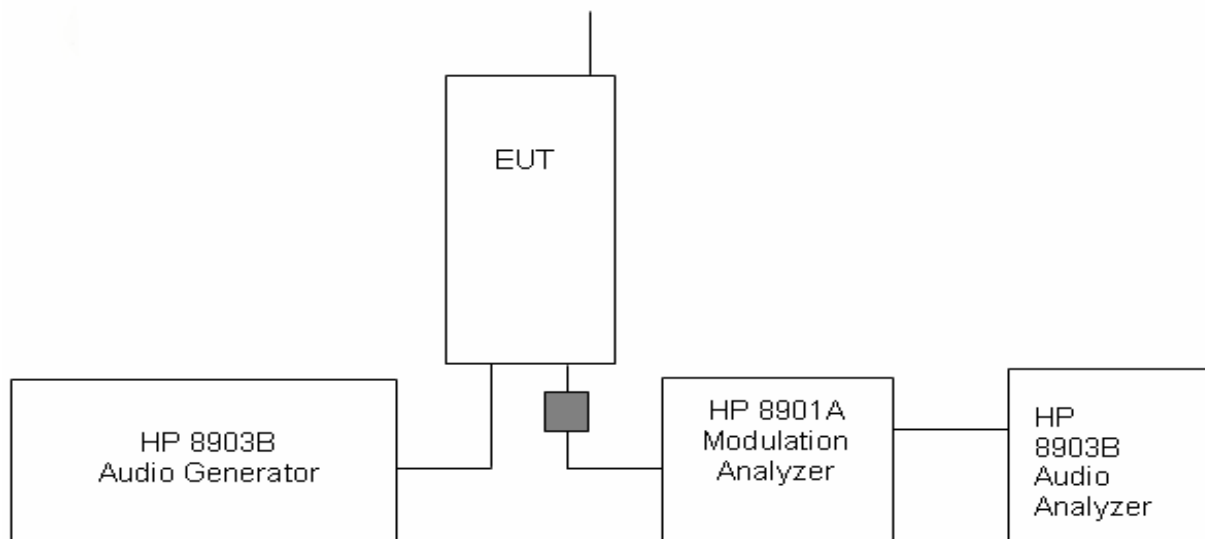 EUT
HP 8903B
Audio Generator
HP 8901A
Modulation
Analyzer
HP
8903B
Audio
Analyzer